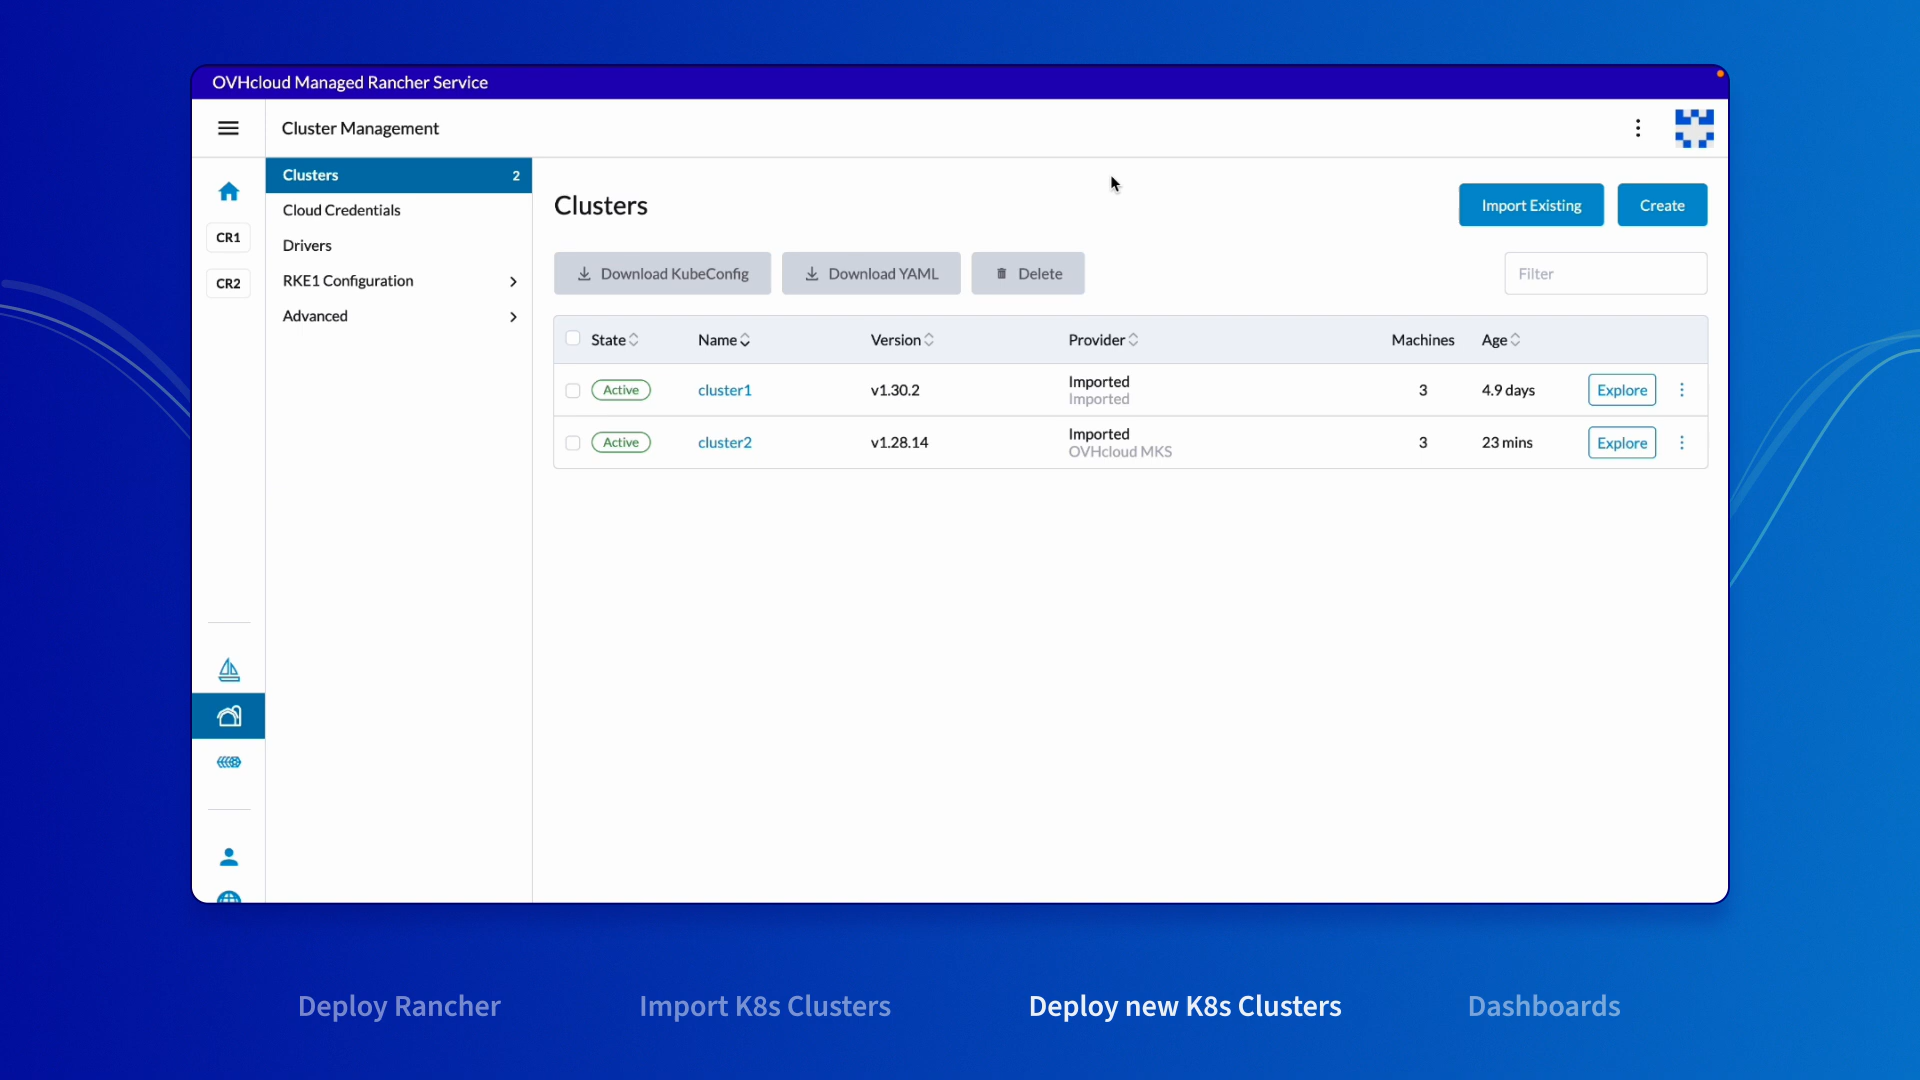 OVHcloud Managed Rancher Service
Cluster Management
Clusters 2
Cloud Credentials
Drivers
RKE1 Configuration
Advanced
CR1
CR2
Clusters
Import Existing
Create
Download KubeConfig
Download YAML
Delete
Filter
State Name Version Provider Machines Age
Active cluster1 v1.30.2 Imported 3 4.9 days Explore
Imported
Active cluster2 v1.28.14 Imported 3 23 mins Explore
OVHcloud MKS
Deploy Rancher
Import K8s Clusters
Deploy new K8s Clusters
Dashboards